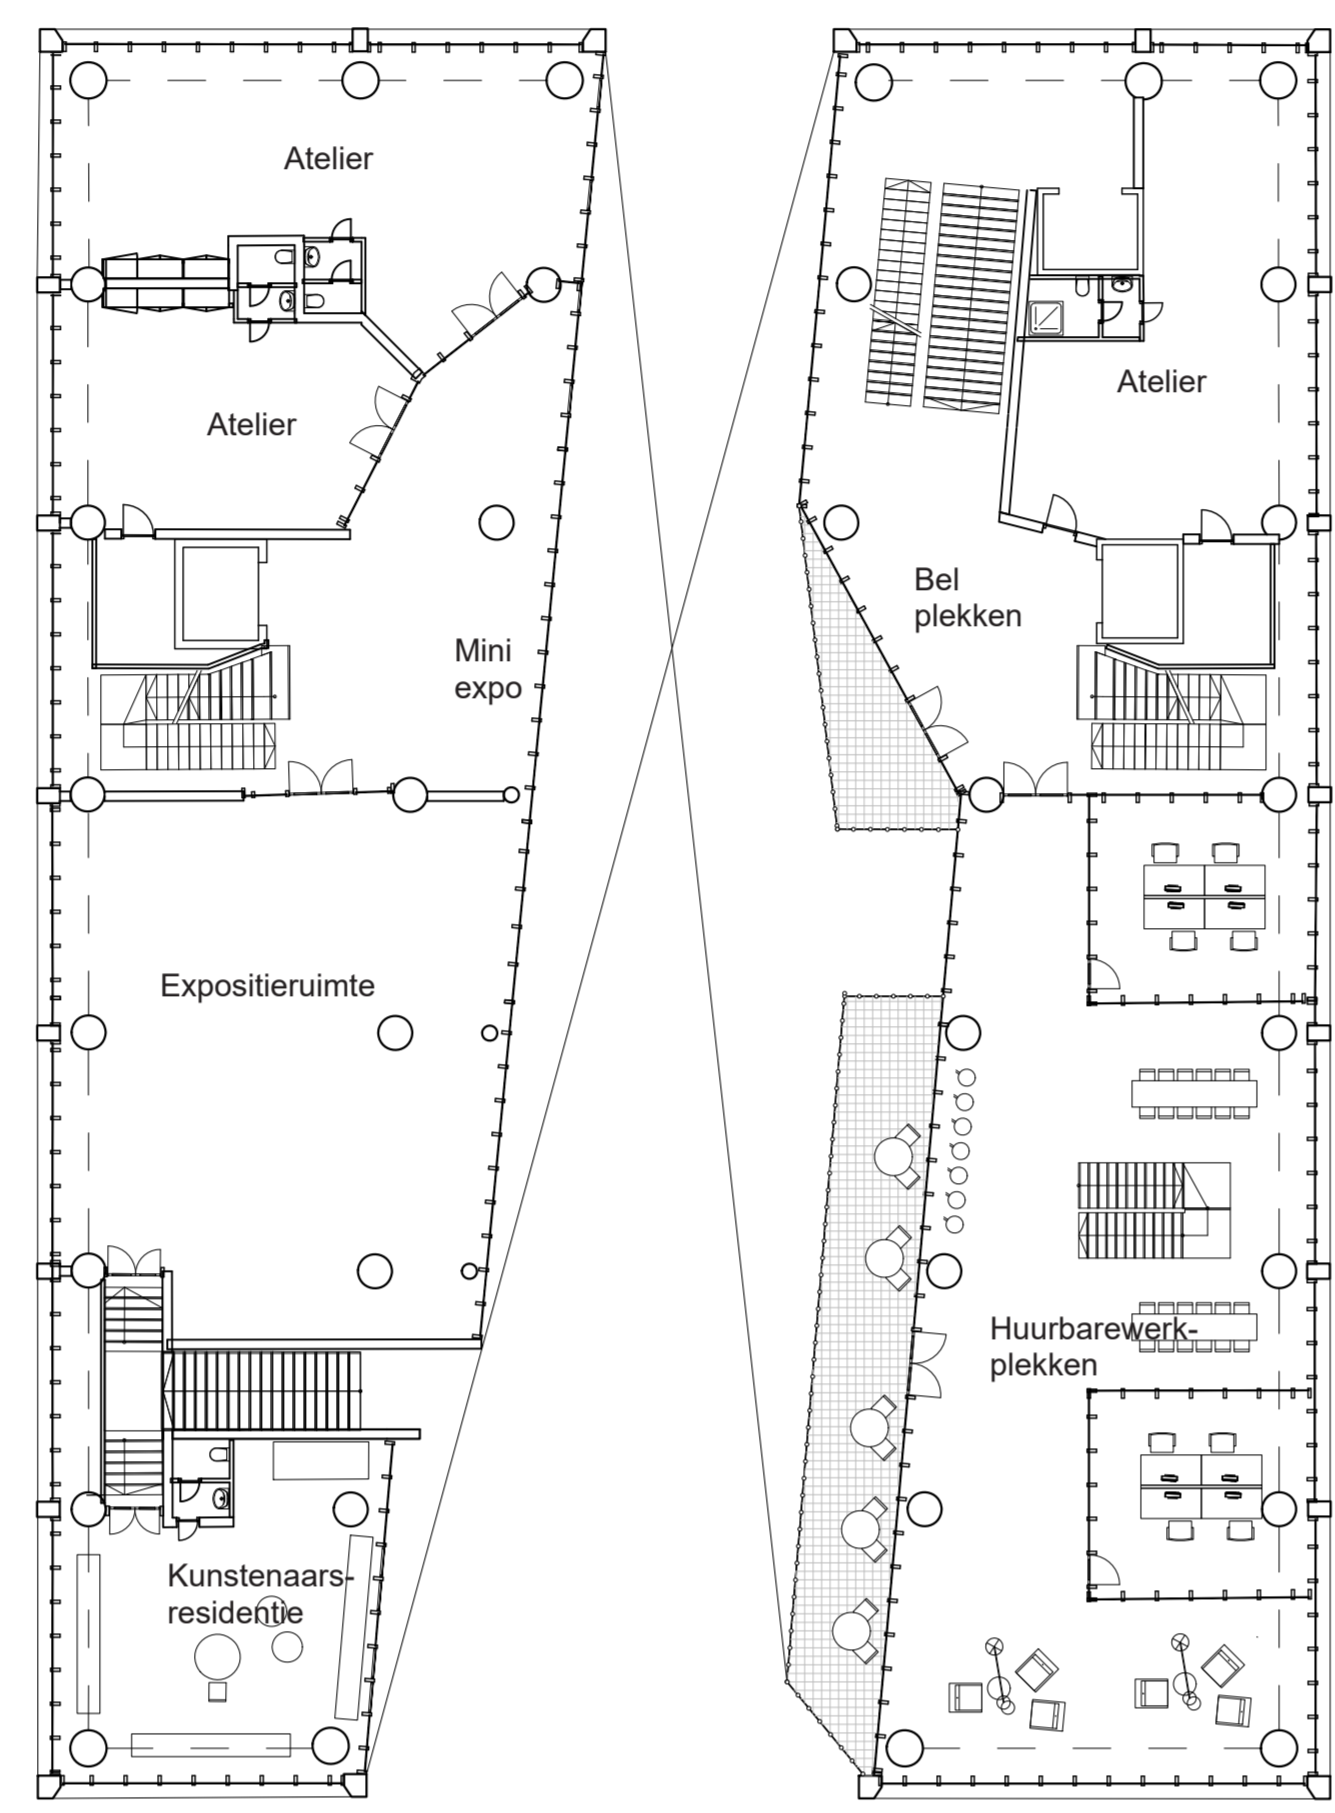 Atelier
Atelier
Mini
expo
Expositieruimte
Kunstenaars-
residentie
Atelier
Bel
plekken
Huurbarewerk-
plekken